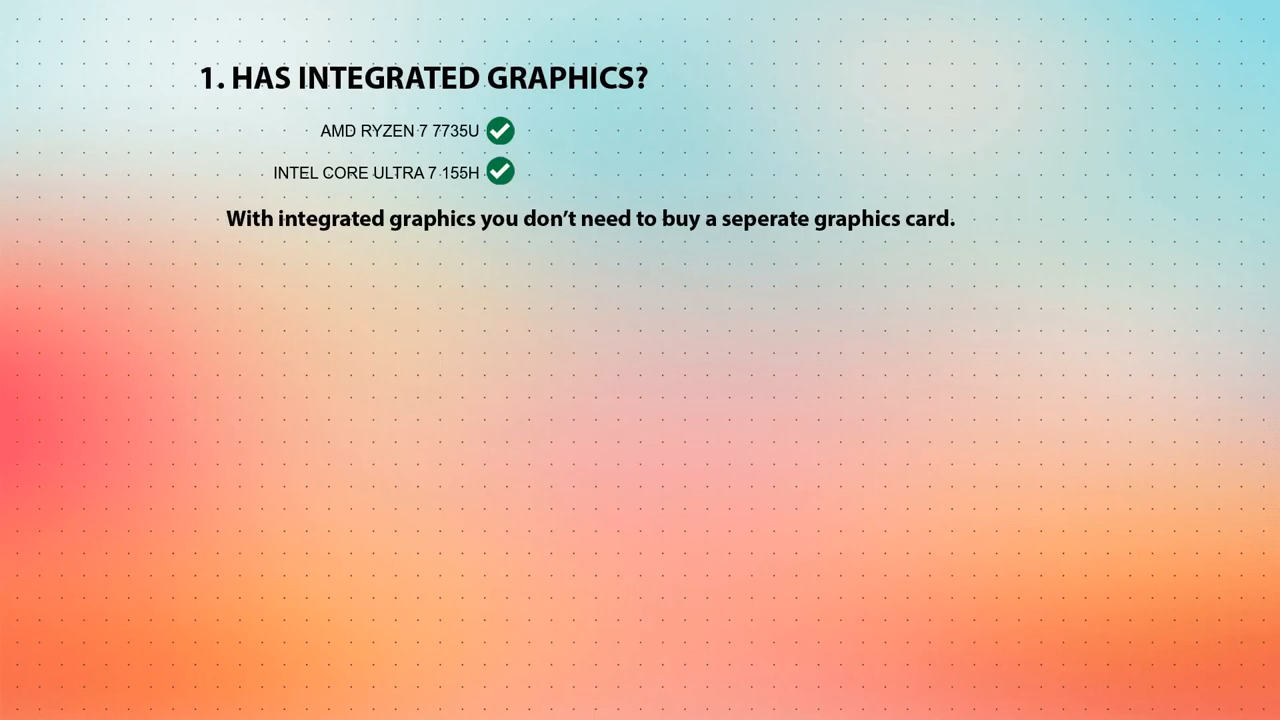 1. HAS INTEGRATED GRAPHICS?
AMD RYZEN 7 7735U
INTEL CORE ULTRA 7 155H
With integrated graphics you don’t need to buy a seperate graphics card.